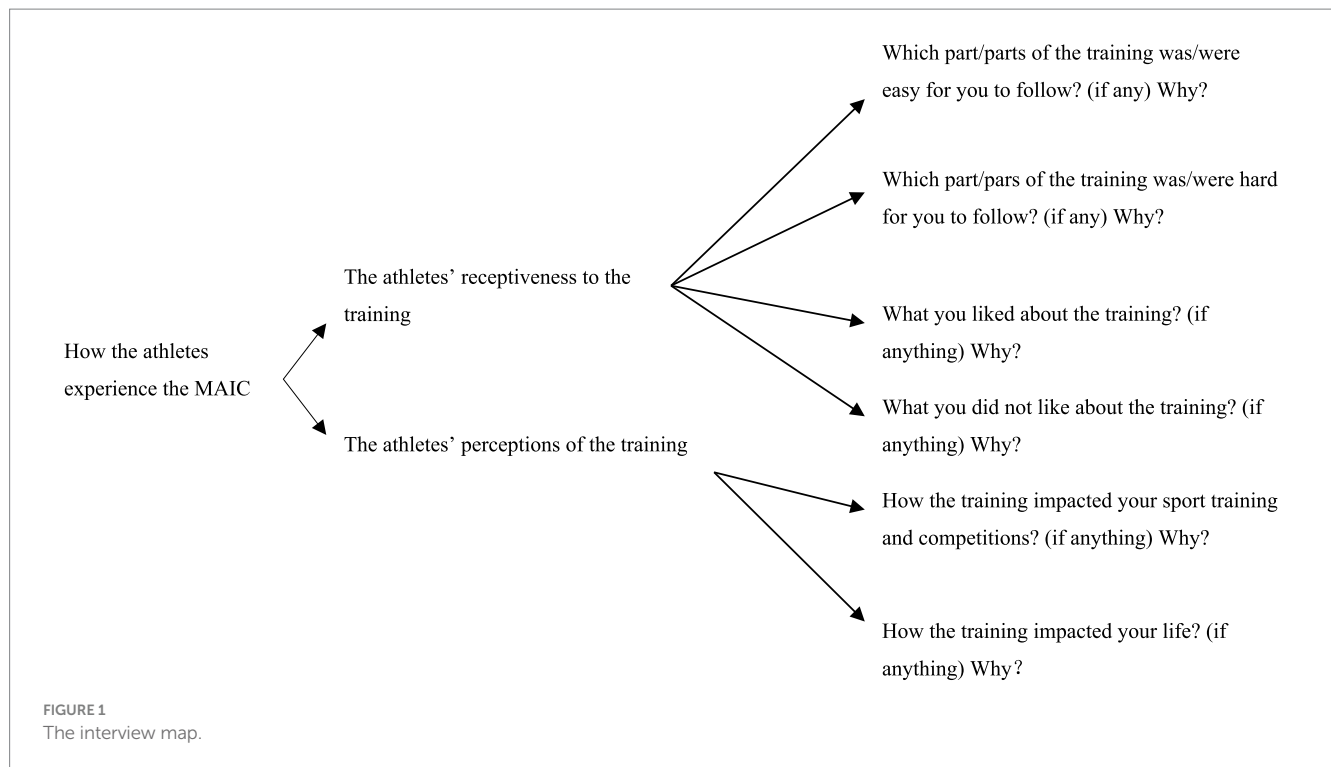 How the athletes
experience the MAIC
The athletes’ receptiveness to the
training
The athletes’ perceptions of the training
Which part/parts of the training was/were
easy for you to follow? (if any) Why?
Which part/pars of the training was/were hard
for you to follow? (if any) Why?
What you liked about the training? (if
anything) Why?
What you did not like about the training? (if
anything) Why?
How the training impacted your sport training
and competitions? (if anything) Why?
How the training impacted your life? (if
anything) Why?
FIGURE 1
The interview map.